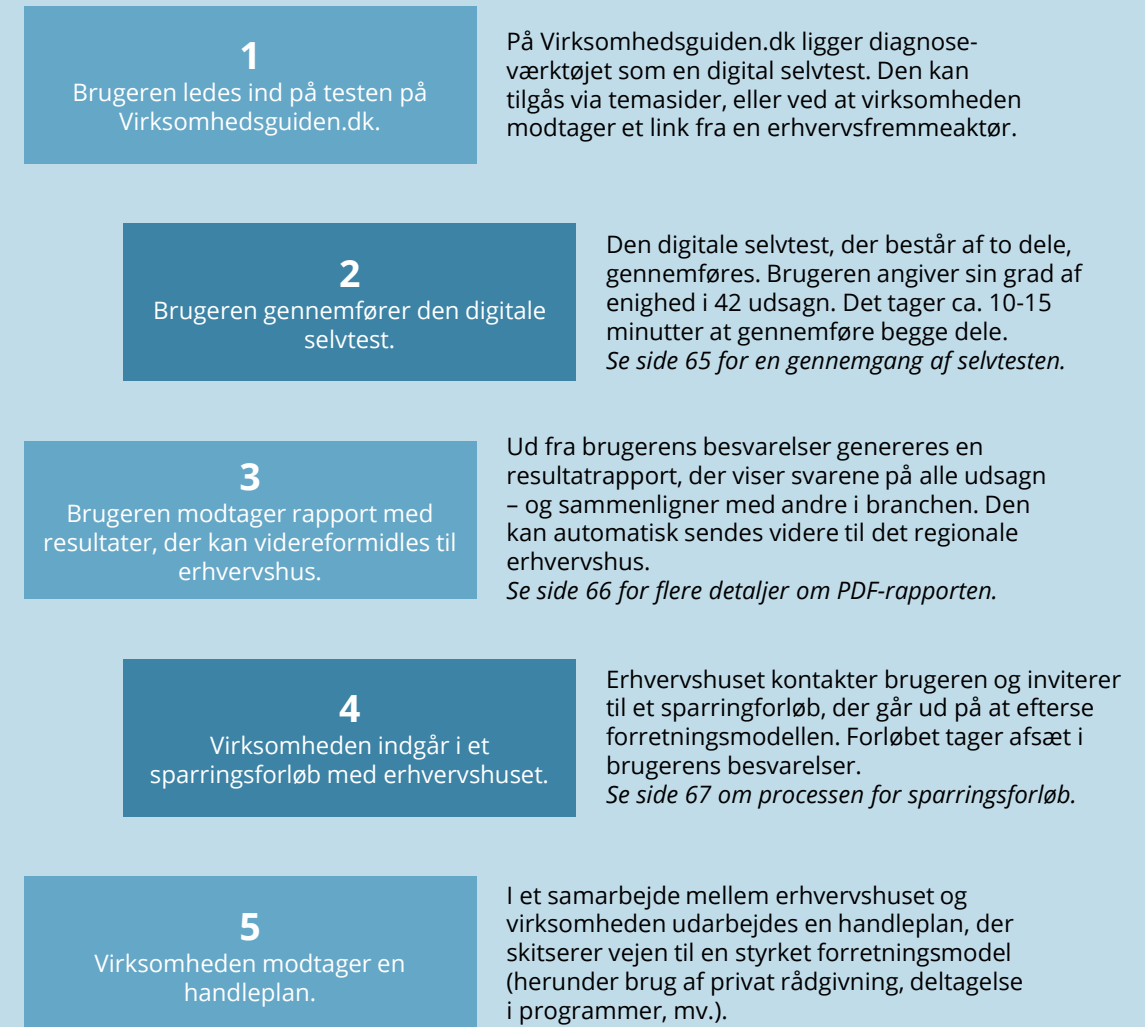 1
Brugeren ledes ind på testen på
Virksomhedsguiden.dk.
På Virksomhedsguiden.dk ligger diagnose-
værktøjet som en digital selvtest. Den kan
tilgås via temasider, eller ved at virksomheden
modtager et link fra en erhvervsfremmeaktør.
2
Brugeren gennemfører den digitale
selvtest.
Den digitale selvtest, der består af to dele,
gennemføres. Brugeren angiver sin grad af
enighed i 42 udsagn. Det tager ca. 10-15
minutter at gennemføre begge dele.
Se side 65 for en gennemgang af selvtesten.
3
Brugeren modtager rapport med
resultater, der kan videreformidles til
erhvervshus.
Ud fra brugerens besvarelser genereres en
resultatrapport, der viser svarene på alle udsagn
– og sammenligner med andre i branchen. Den
kan automatisk sendes videre til det regionale
erhvervshus.
Se side 66 for flere detaljer om PDF-rapporten.
4
Virksomheden indgår i et
sparringsforløb med erhvervshuset.
Erhvervshuset kontakter brugeren og inviterer
til et sparringforløb, der går ud på at efterse
forretningsmodellen. Forløbet tager afsæt i
brugerens besvarelser.
Se side 67 om processen for sparringsforløb.
5
Virksomheden modtager en
handleplan.
I et samarbejde mellem erhvervshuset og
virksomheden udarbejdes en handleplan, der
skitserer vejen til en styrket forretningsmodel
(herunder brug af privat rådgivning, deltagelse
i programmer, mv.).